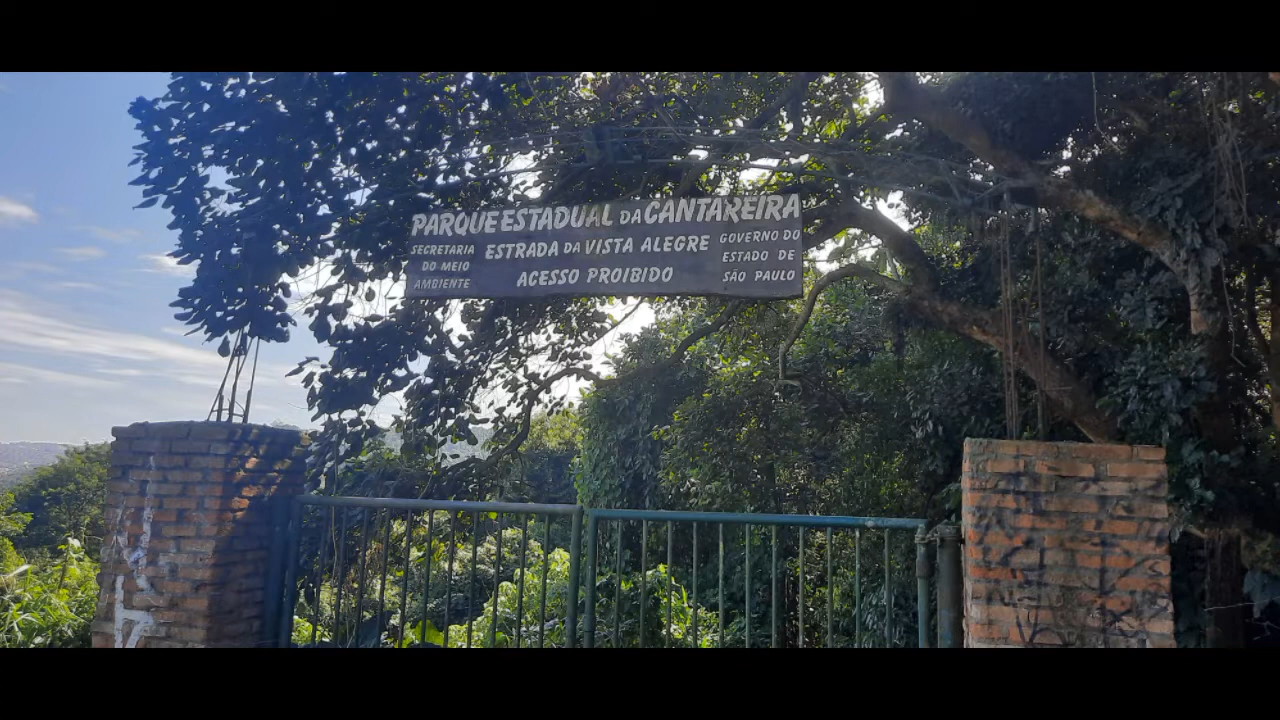 PARQUE ESTADUAL DA CANTAREIRA
SECRETARIA DO MEIO AMBIENTE
ESTRADA DA VISTA ALEGRE
ACESSO PROIBIDO
GOVERNO DO ESTADO DE SÃO PAULO